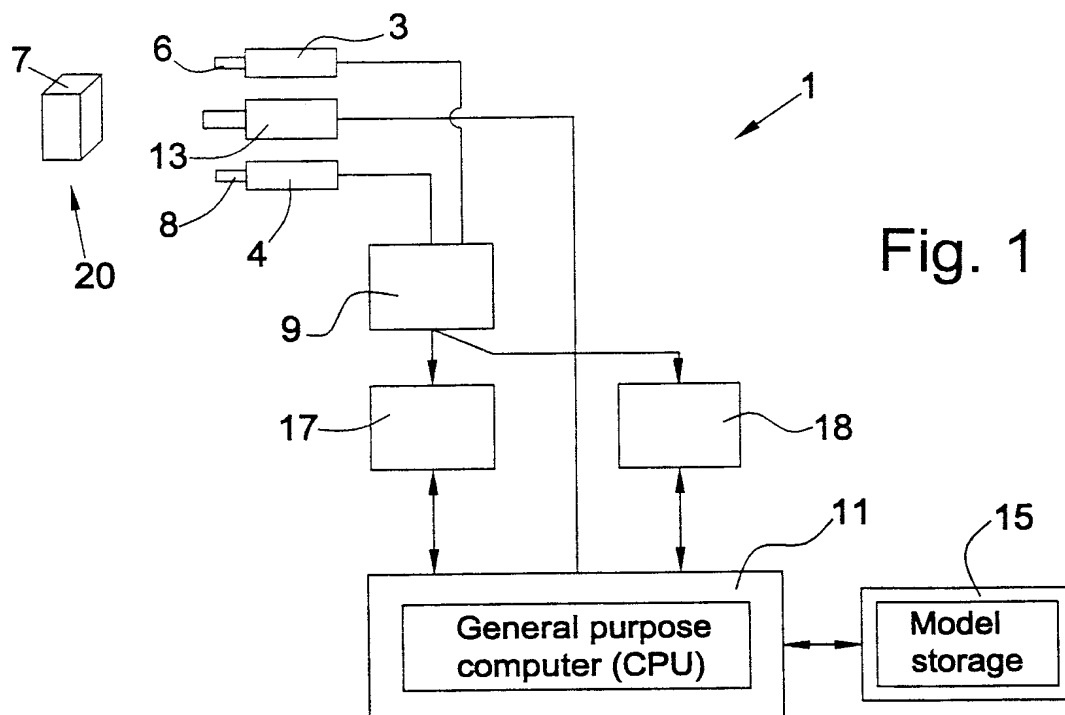 3
6
7
1
13
8
4
20
Fig. 1
9
17
18
11
15
General purpose
computer (CPU)
Model
storage